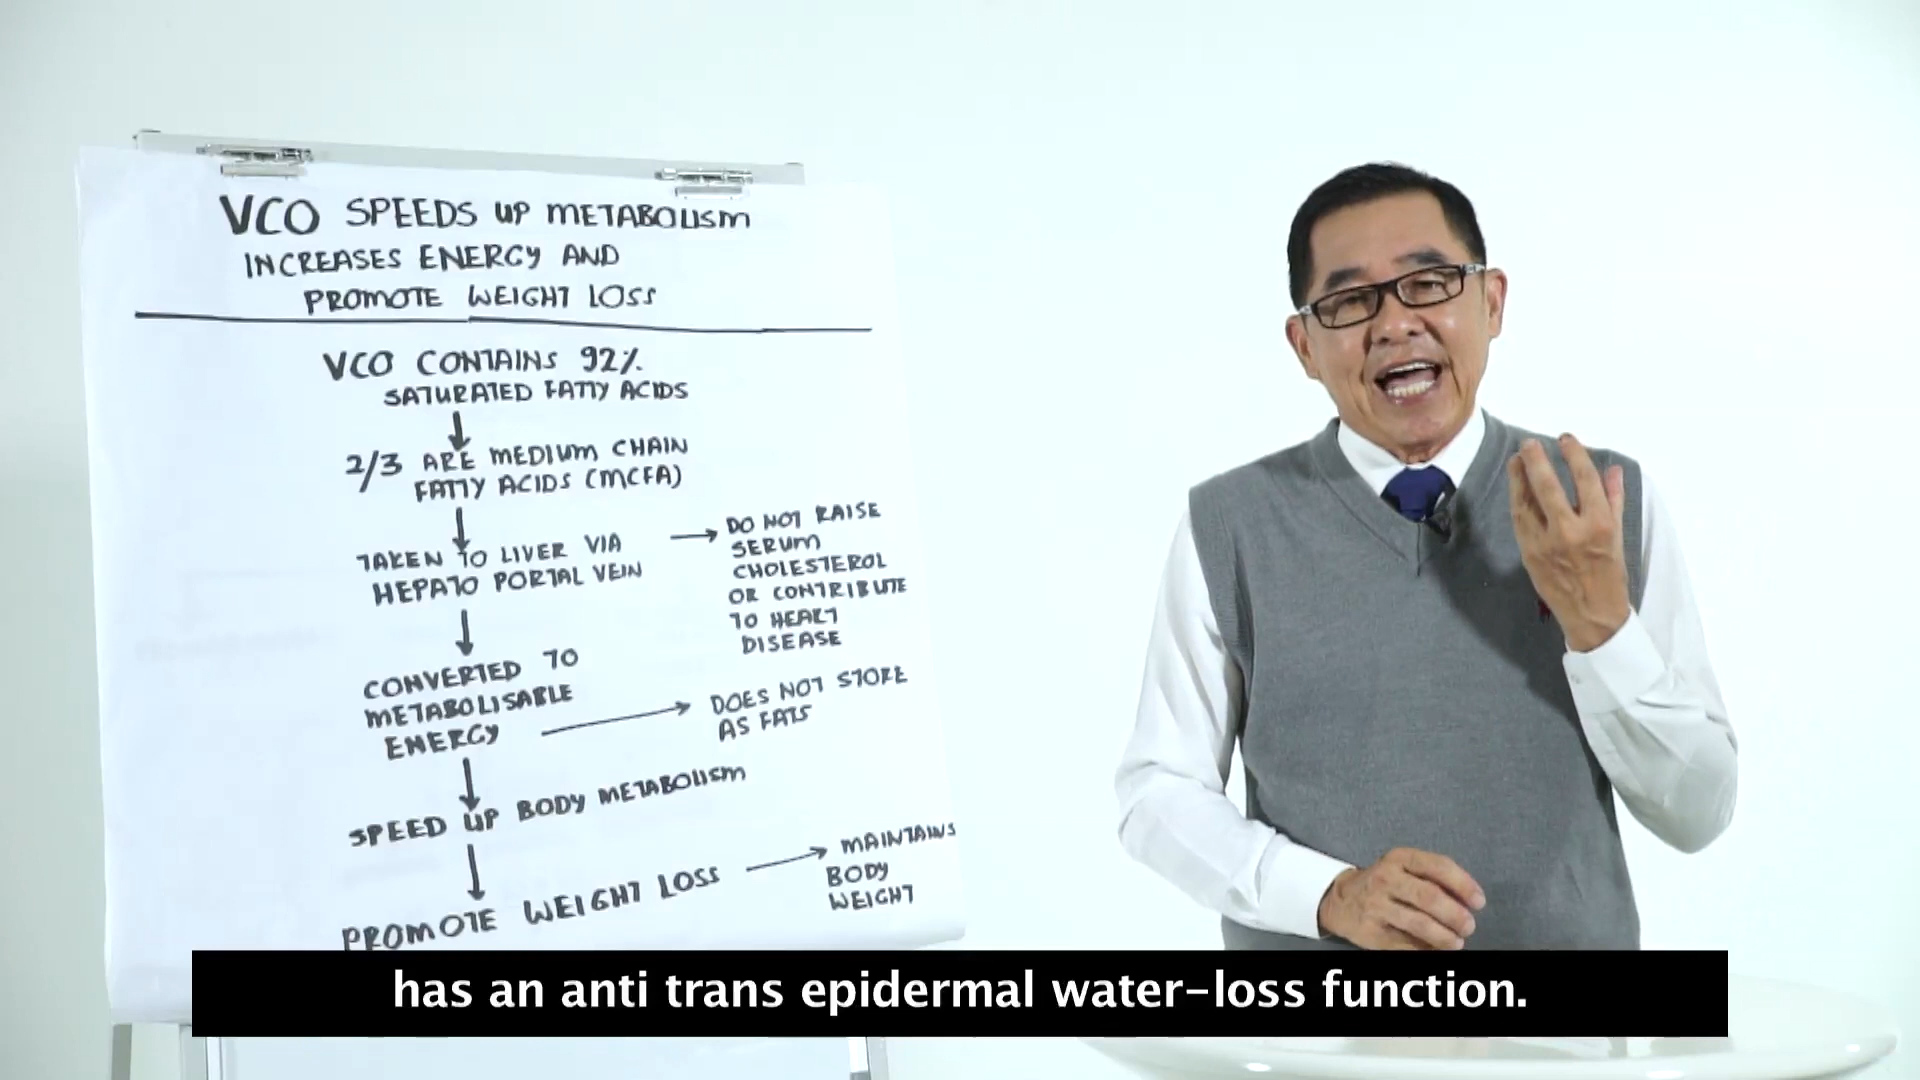 VCO SPEEDS UP METABOLISM
INCREASES ENERGY AND
PROMOTE WEIGHT LOSS
VCO CONTAINS 92%
SATURATED FATTY ACIDS
2/3 ARE MEDIUM CHAIN
FATTY ACIDS (MCFA)
TAKEN TO LIVER VIA
HEPATO PORTAL VEIN
DO NOT RAISE
SERUM
CHOLESTEROL
OR CONTRIBUTE
TO HEART
DISEASE
CONVERTED TO
METABOLISABLE
ENERGY
DOES NOT STORE
AS FATS
SPEED UP BODY METABOLISM
PROMOTE WEIGHT LOSS
MAINTAINS
BODY
WEIGHT
has an anti trans epidermal water-loss function.